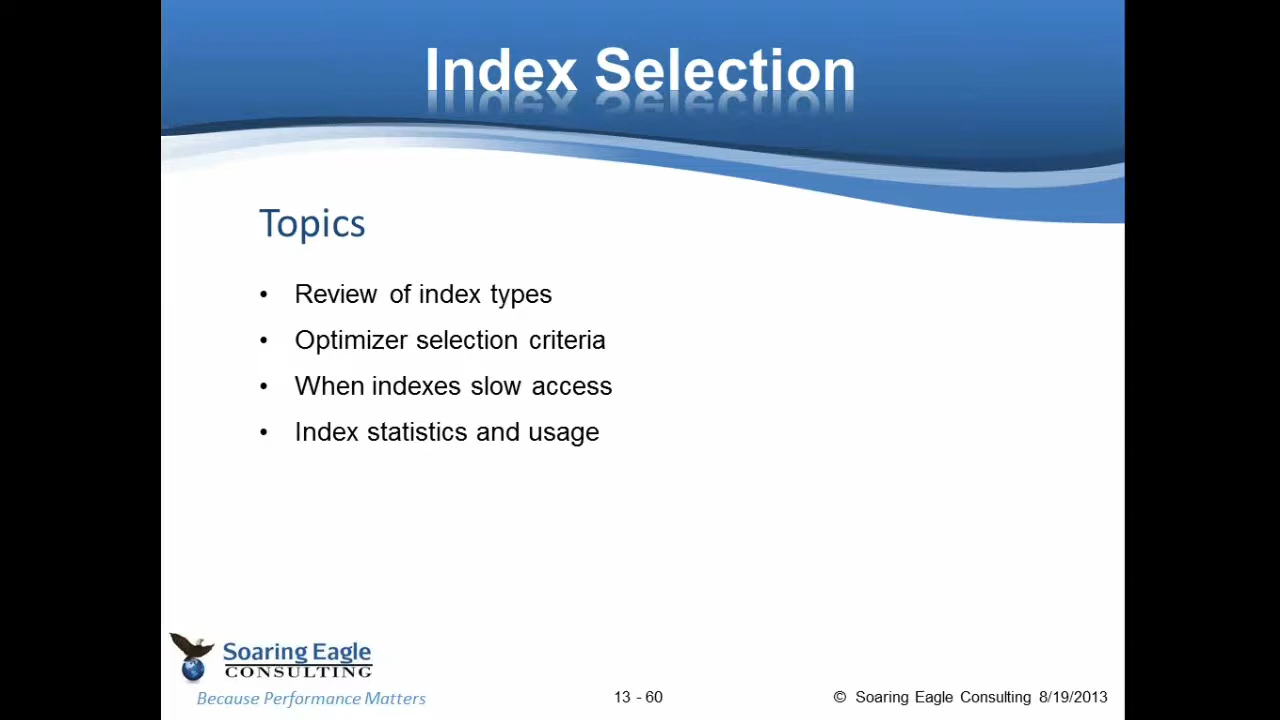 Index Selection
Topics
• Review of index types
• Optimizer selection criteria
• When indexes slow access
• Index statistics and usage
Soaring Eagle
CONSULTING
Because Performance Matters
13 - 60
© Soaring Eagle Consulting 8/19/2013